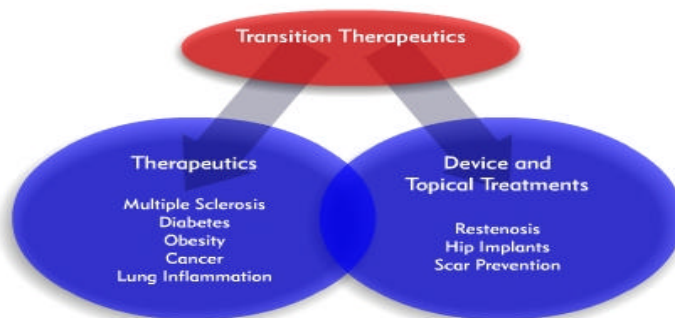 Transition Therapeutics
Therapeutics
Multiple Sclerosis
Diabetes
Obesity
Cancer
Lung Inflammation
Device and
Topical Treatments
Restenosis
Hip Implants
Scar Prevention